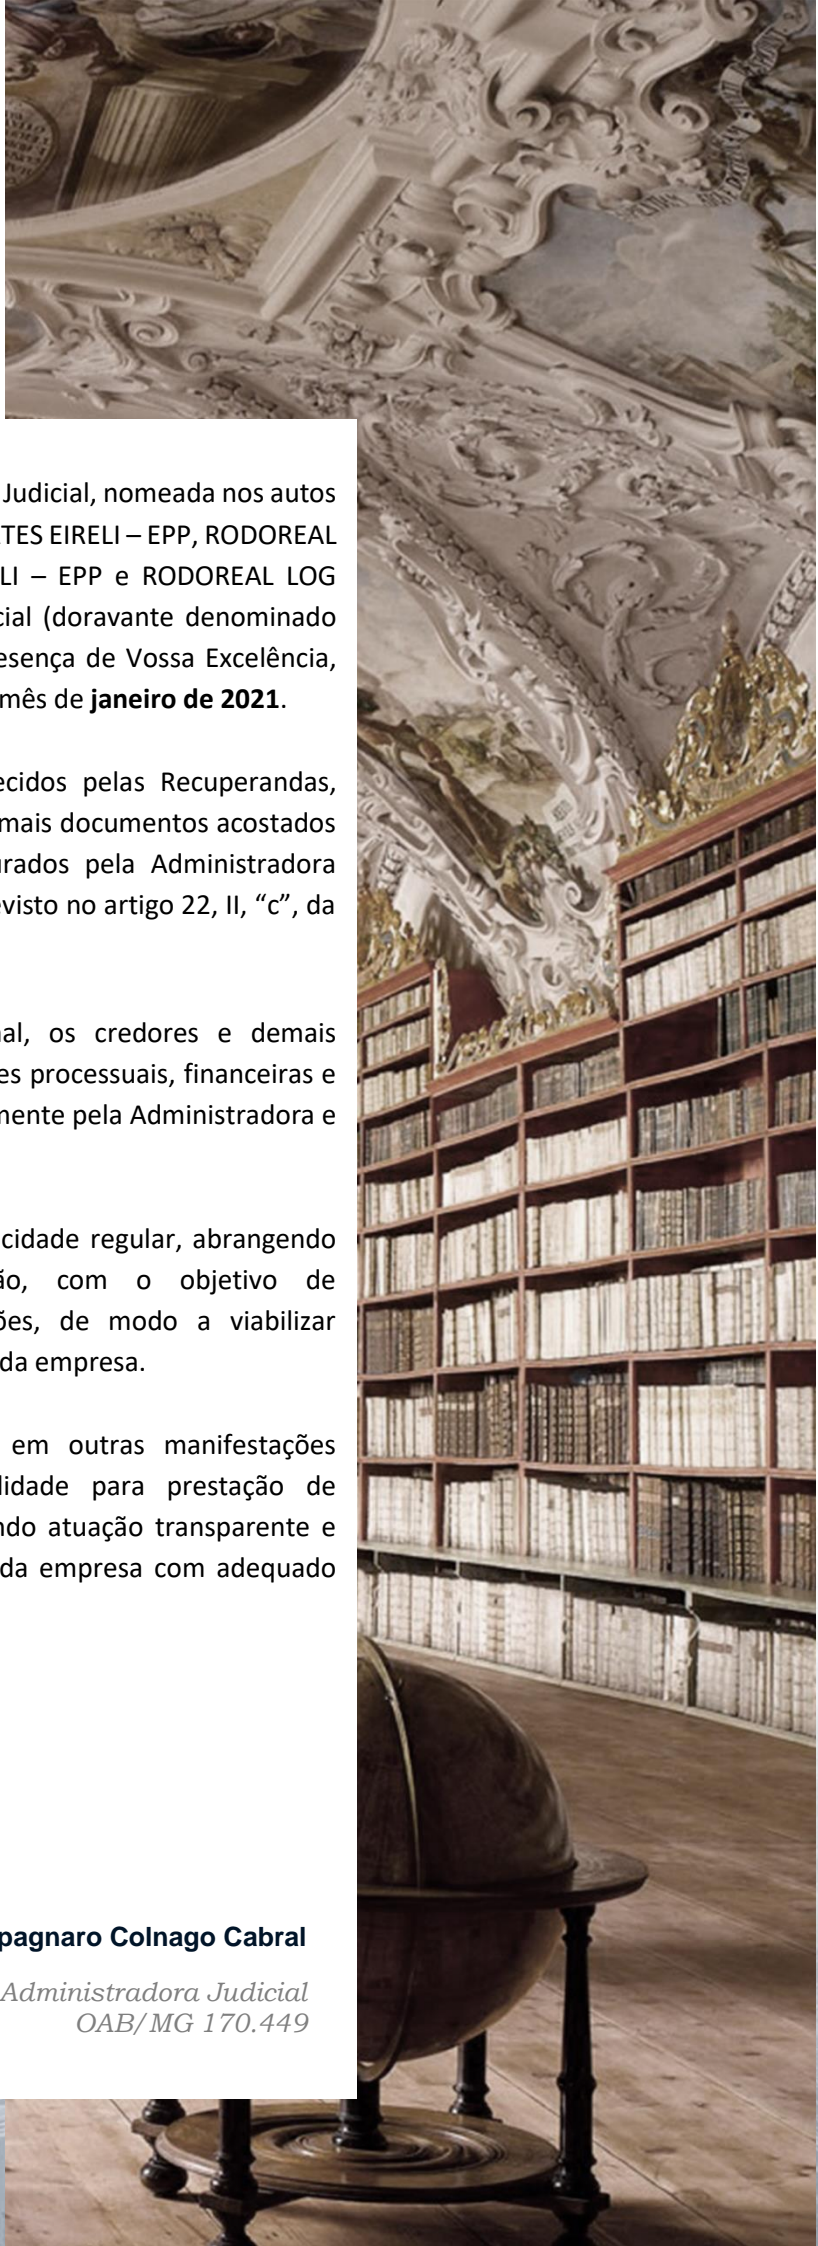 Judicial, nomeada nos autos
TES EIRELI – EPP, RODOREAL
LI – EPP e RODOREAL LOG
cial (doravante denominado
esença de Vossa Excelência,
mês de janeiro de 2021.
ecidos pelas Recuperandas,
mais documentos acostados
urados pela Administradora
evisto no artigo 22, II, “c”, da
nal, os credores e demais
es processuais, financeiras e
mente pela Administradora e
cidade regular, abrangendo
ão, com o objetivo de
ões, de modo a viabilizar
da empresa.
em outras manifestações
lidade para prestação de
ndo atuação transparente e
da empresa com adequado
pagnaro Colnago Cabral
Administradora Judicial
OAB/MG 170.449